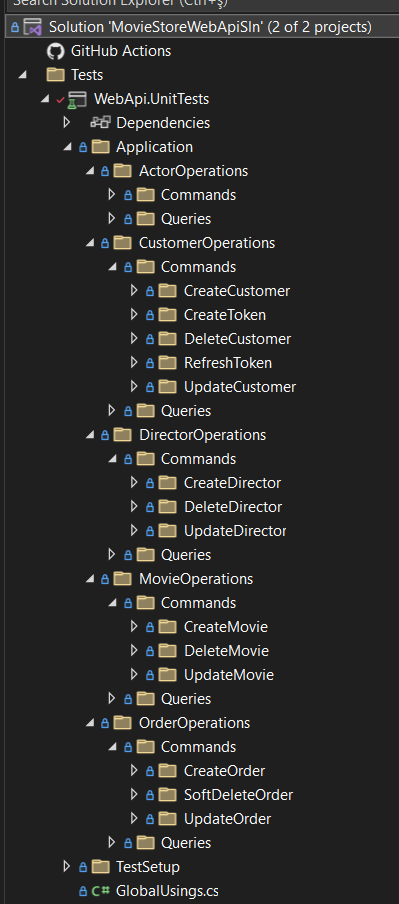 Search Solution Explorer (Ctrl+ş)
Solution 'MovieStoreWebApiSln' (2 of 2 projects)
GitHub Actions
Tests
WebApi.UnitTests
Dependencies
Application
ActorOperations
Commands
Queries
CustomerOperations
Commands
CreateCustomer
CreateToken
DeleteCustomer
RefreshToken
UpdateCustomer
Queries
DirectorOperations
Commands
CreateDirector
DeleteDirector
UpdateDirector
Queries
MovieOperations
Commands
CreateMovie
DeleteMovie
UpdateMovie
Queries
OrderOperations
Commands
CreateOrder
SoftDeleteOrder
UpdateOrder
Queries
TestSetup
C# GlobalUsings.cs